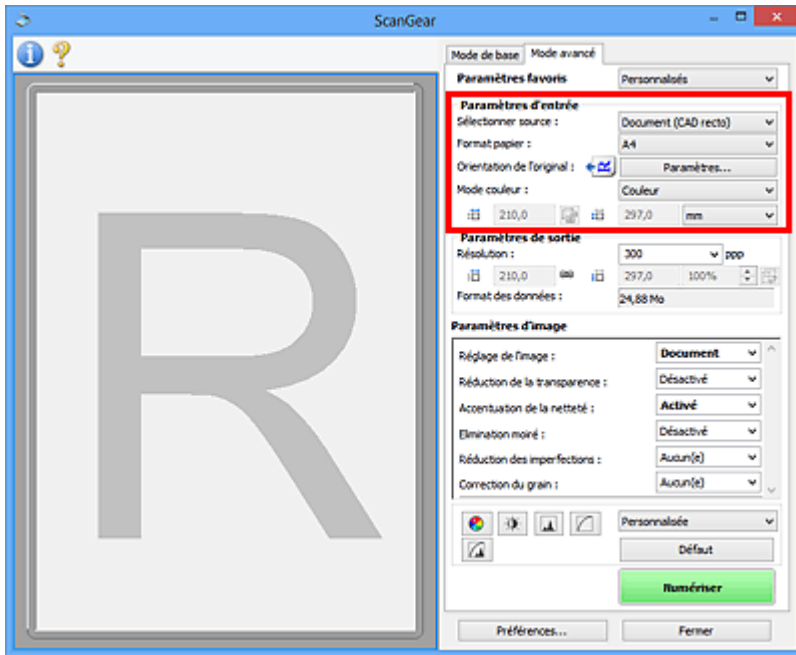 ScanGear
Mode de base Mode avancé
Paramètres favoris Personnalisés
Paramètres d'entrée
Sélectionner source : Document (CAD recto)
Format papier : A4
Orientation de l'original : Paramètres...
Mode couleur : Couleur
210,0 297,0 mm
Paramètres de sortie
Résolution : 300 ppp
210,0 297,0 100%
Format des données : 24,88 Mo
Paramètres d'image
Réglage de l'image : Document
Réduction de la transparence : Désactivé
Accentuation de la netteté : Activé
Elimination moiré : Désactivé
Réduction des imperfections : Aucun(e)
Correction du grain : Aucun(e)
Personnalisée
Défaut
Numériser
Préférences... Fermer
R